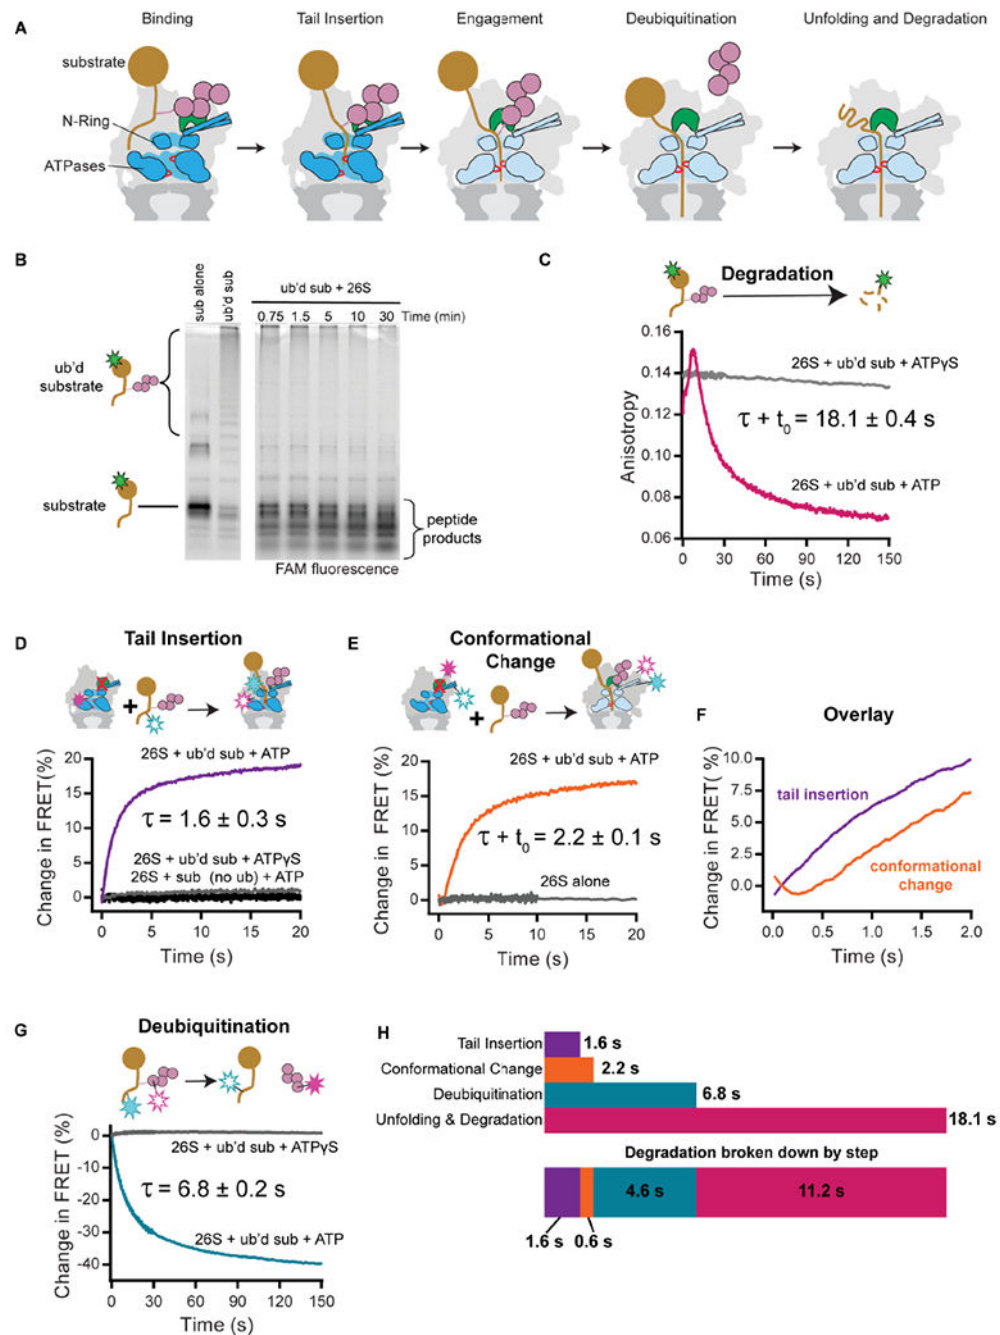 A
Binding
Tail Insertion
Engagement
Deubiquitination
Unfolding and Degradation
substrate
N-Ring
ATPases
B
sub alone
ub'd sub
ub'd sub + 26S
0.75 1.5 5 10 30 Time (min)
ub'd
substrate
substrate
peptide
products
FAM fluorescence
C
Degradation
0.16
0.14
0.12
0.10
0.08
0.06
Anisotropy
26S + ub'd sub + ATPγS
τ + t0 = 18.1 ± 0.4 s
26S + ub'd sub + ATP
0 30 60 90 120 150
Time (s)
D
Tail Insertion
+
26S + ub'd sub + ATP
20
15
10
5
0
Change in FRET(%)
τ = 1.6 ± 0.3 s
26S + ub'd sub + ATPγS
26S + sub (no ub) + ATP
0 5 10 15 20
Time (s)
E
Conformational
Change
+
26S + ub'd sub + ATP
20
15
10
5
0
Change in FRET (%)
τ + t0 = 2.2 ± 0.1 s
26S alone
0 5 10 15 20
Time (s)
F
Overlay
10.0
7.5
5.0
2.5
0.0
Change in FRET( %)
tail insertion
conformational
change
0.0 0.5 1.0 1.5 2.0
Time (s)
G
Deubiquitination
0
-10
-20
-30
-40
Change in FRET (%)
26S + ub'd sub + ATPγS
τ = 6.8 ± 0.2 s
26S + ub'd sub + ATP
0 30 60 90 120 150
Time (s)
H
Tail Insertion 1.6 s
Conformational Change 2.2 s
Deubiquitination 6.8 s
Unfolding & Degradation 18.1 s
Degradation broken down by step
4.6 s 11.2 s
1.6 s 0.6 s